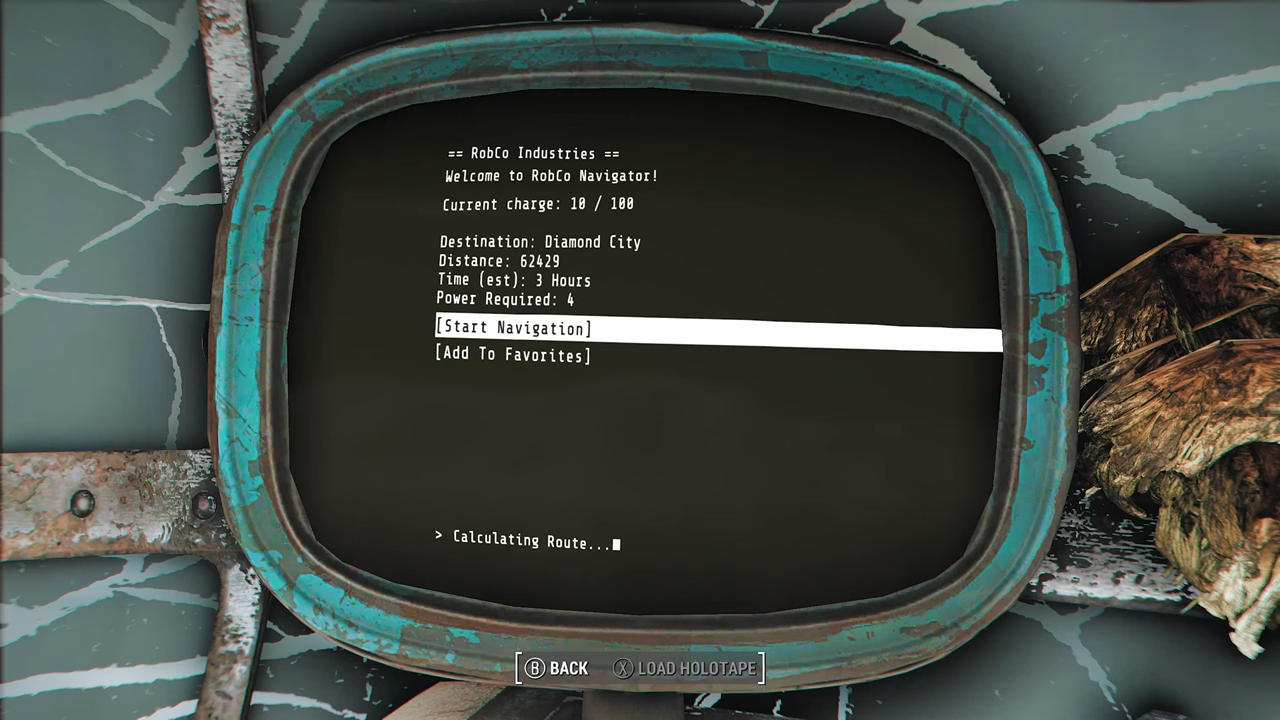 == RobCo Industries ==
Welcome to RobCo Navigator!
Current charge: 10 / 100
Destination: Diamond City
Distance: 62429
Time (est): 3 Hours
Power Required: 4
[Start Navigation]
[Add To Favorites]
> Calculating Route...
B BACK X LOAD HOLOTAPE